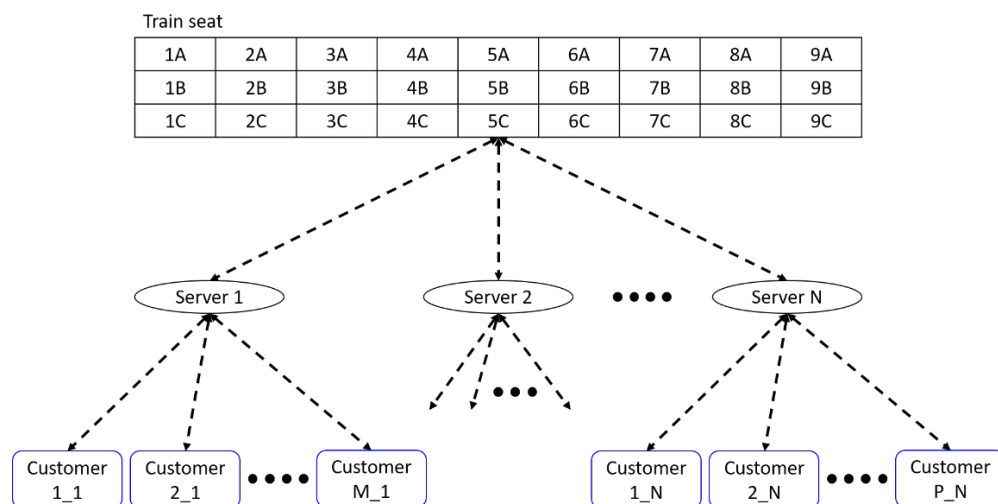 Train seat
1A 2A 3A 4A 5A 6A 7A 8A 9A
1B 2B 3B 4B 5B 6B 7B 8B 9B
1C 2C 3C 4C 5C 6C 7C 8C 9C
Server 1 Server 2 Server N
Customer Customer Customer Customer Customer Customer
1_1 2_1 M_1 1_N 2_N P_N